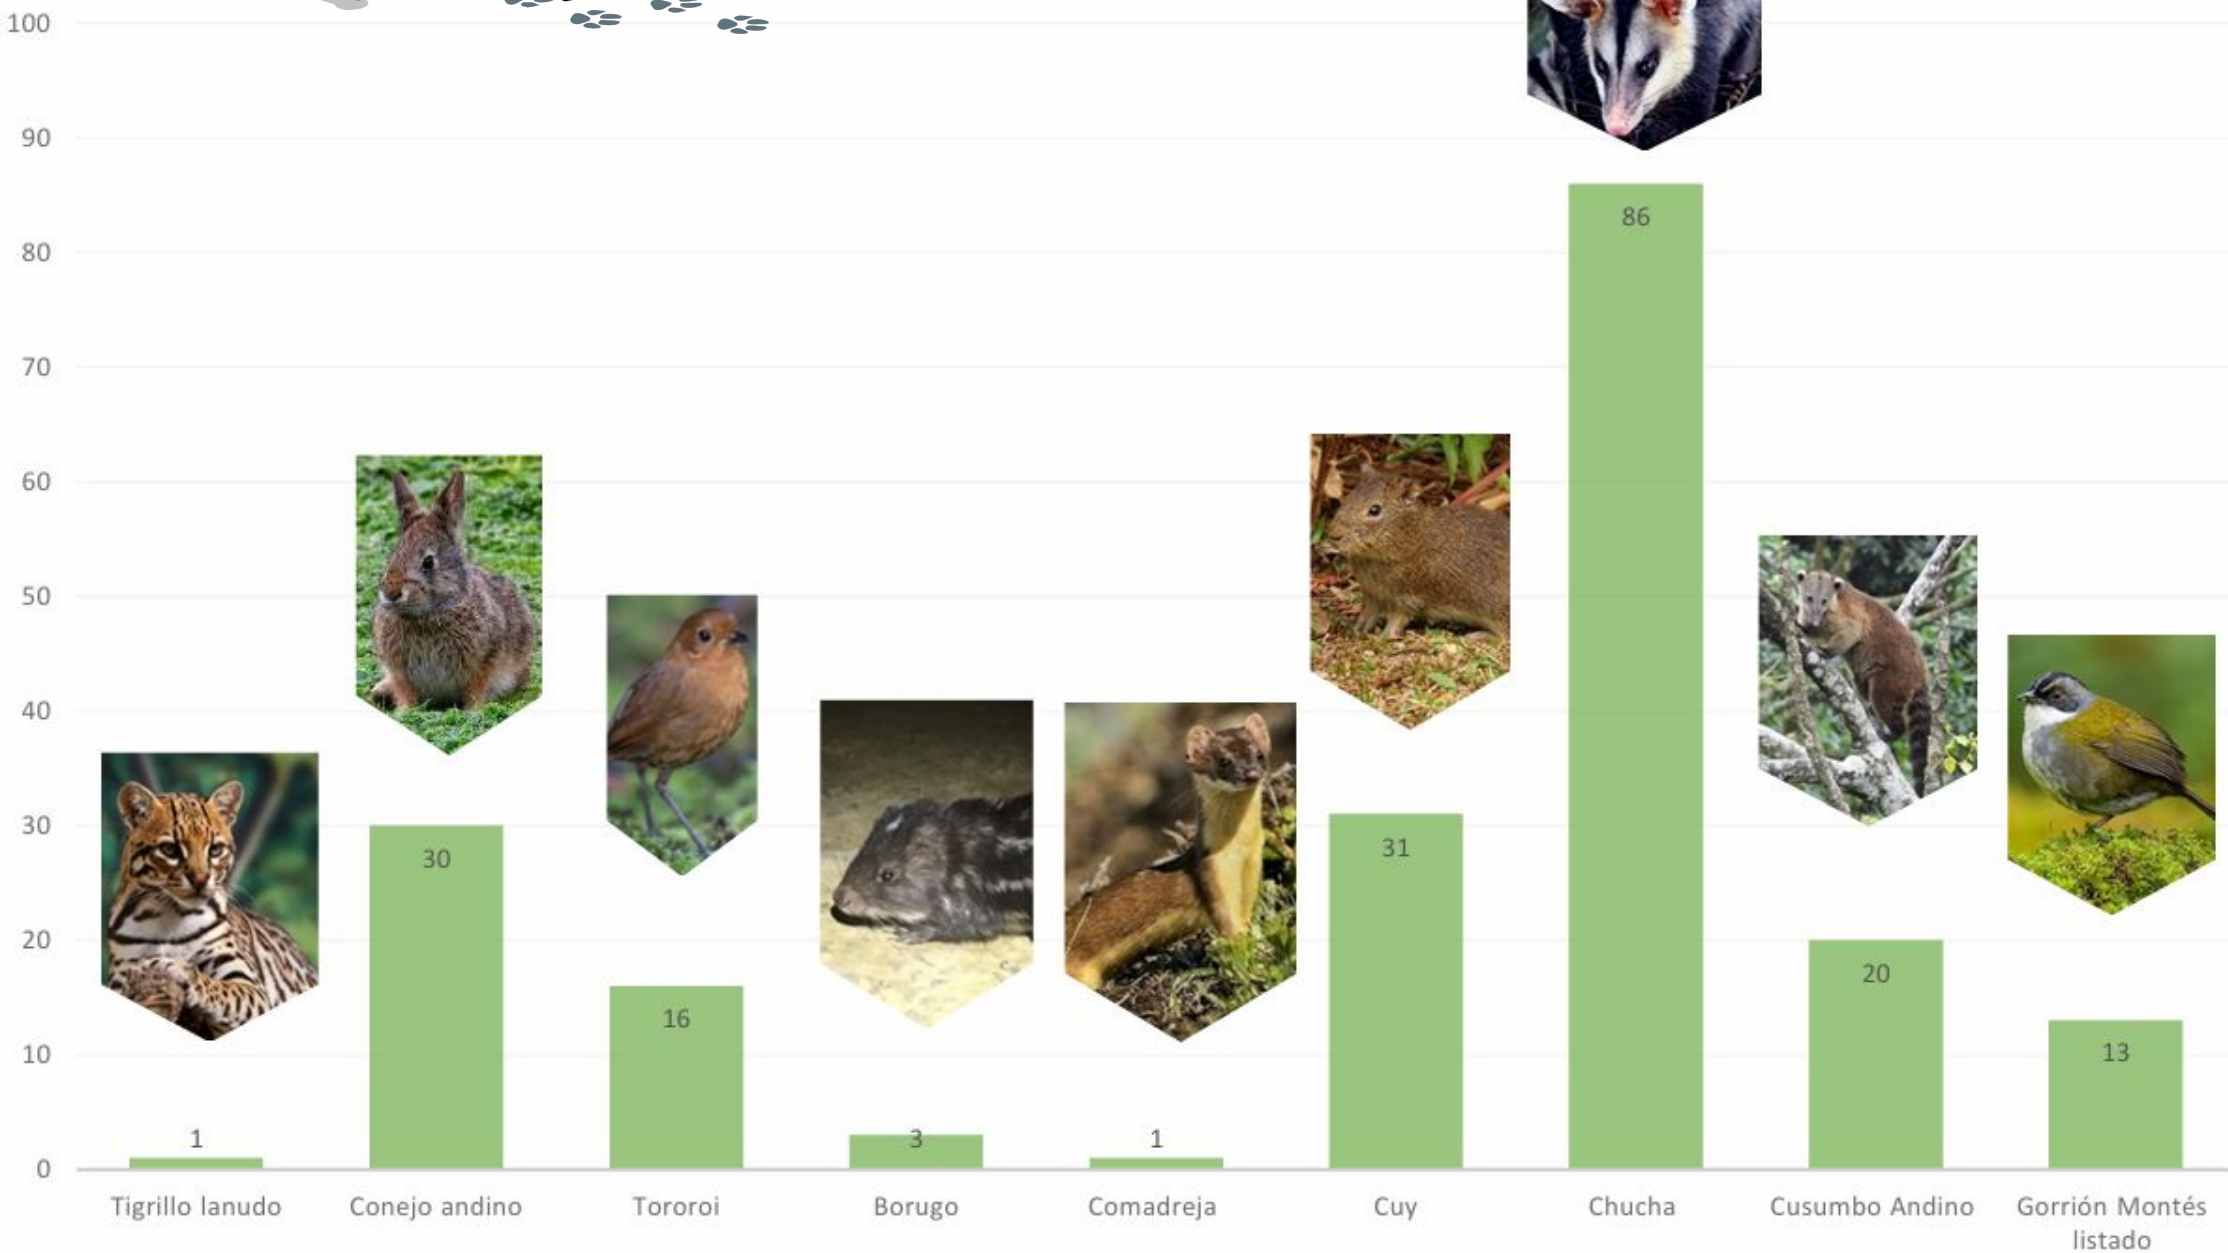 100
90
80
70
60
50
40
30
20
10
0
1
30
16
3
1
31
86
20
13
Tigrillo lanudo
Conejo andino
Tororoi
Borugo
Comadreja
Cuy
Chucha
Cusumbo Andino
Gorrión Montés
listado